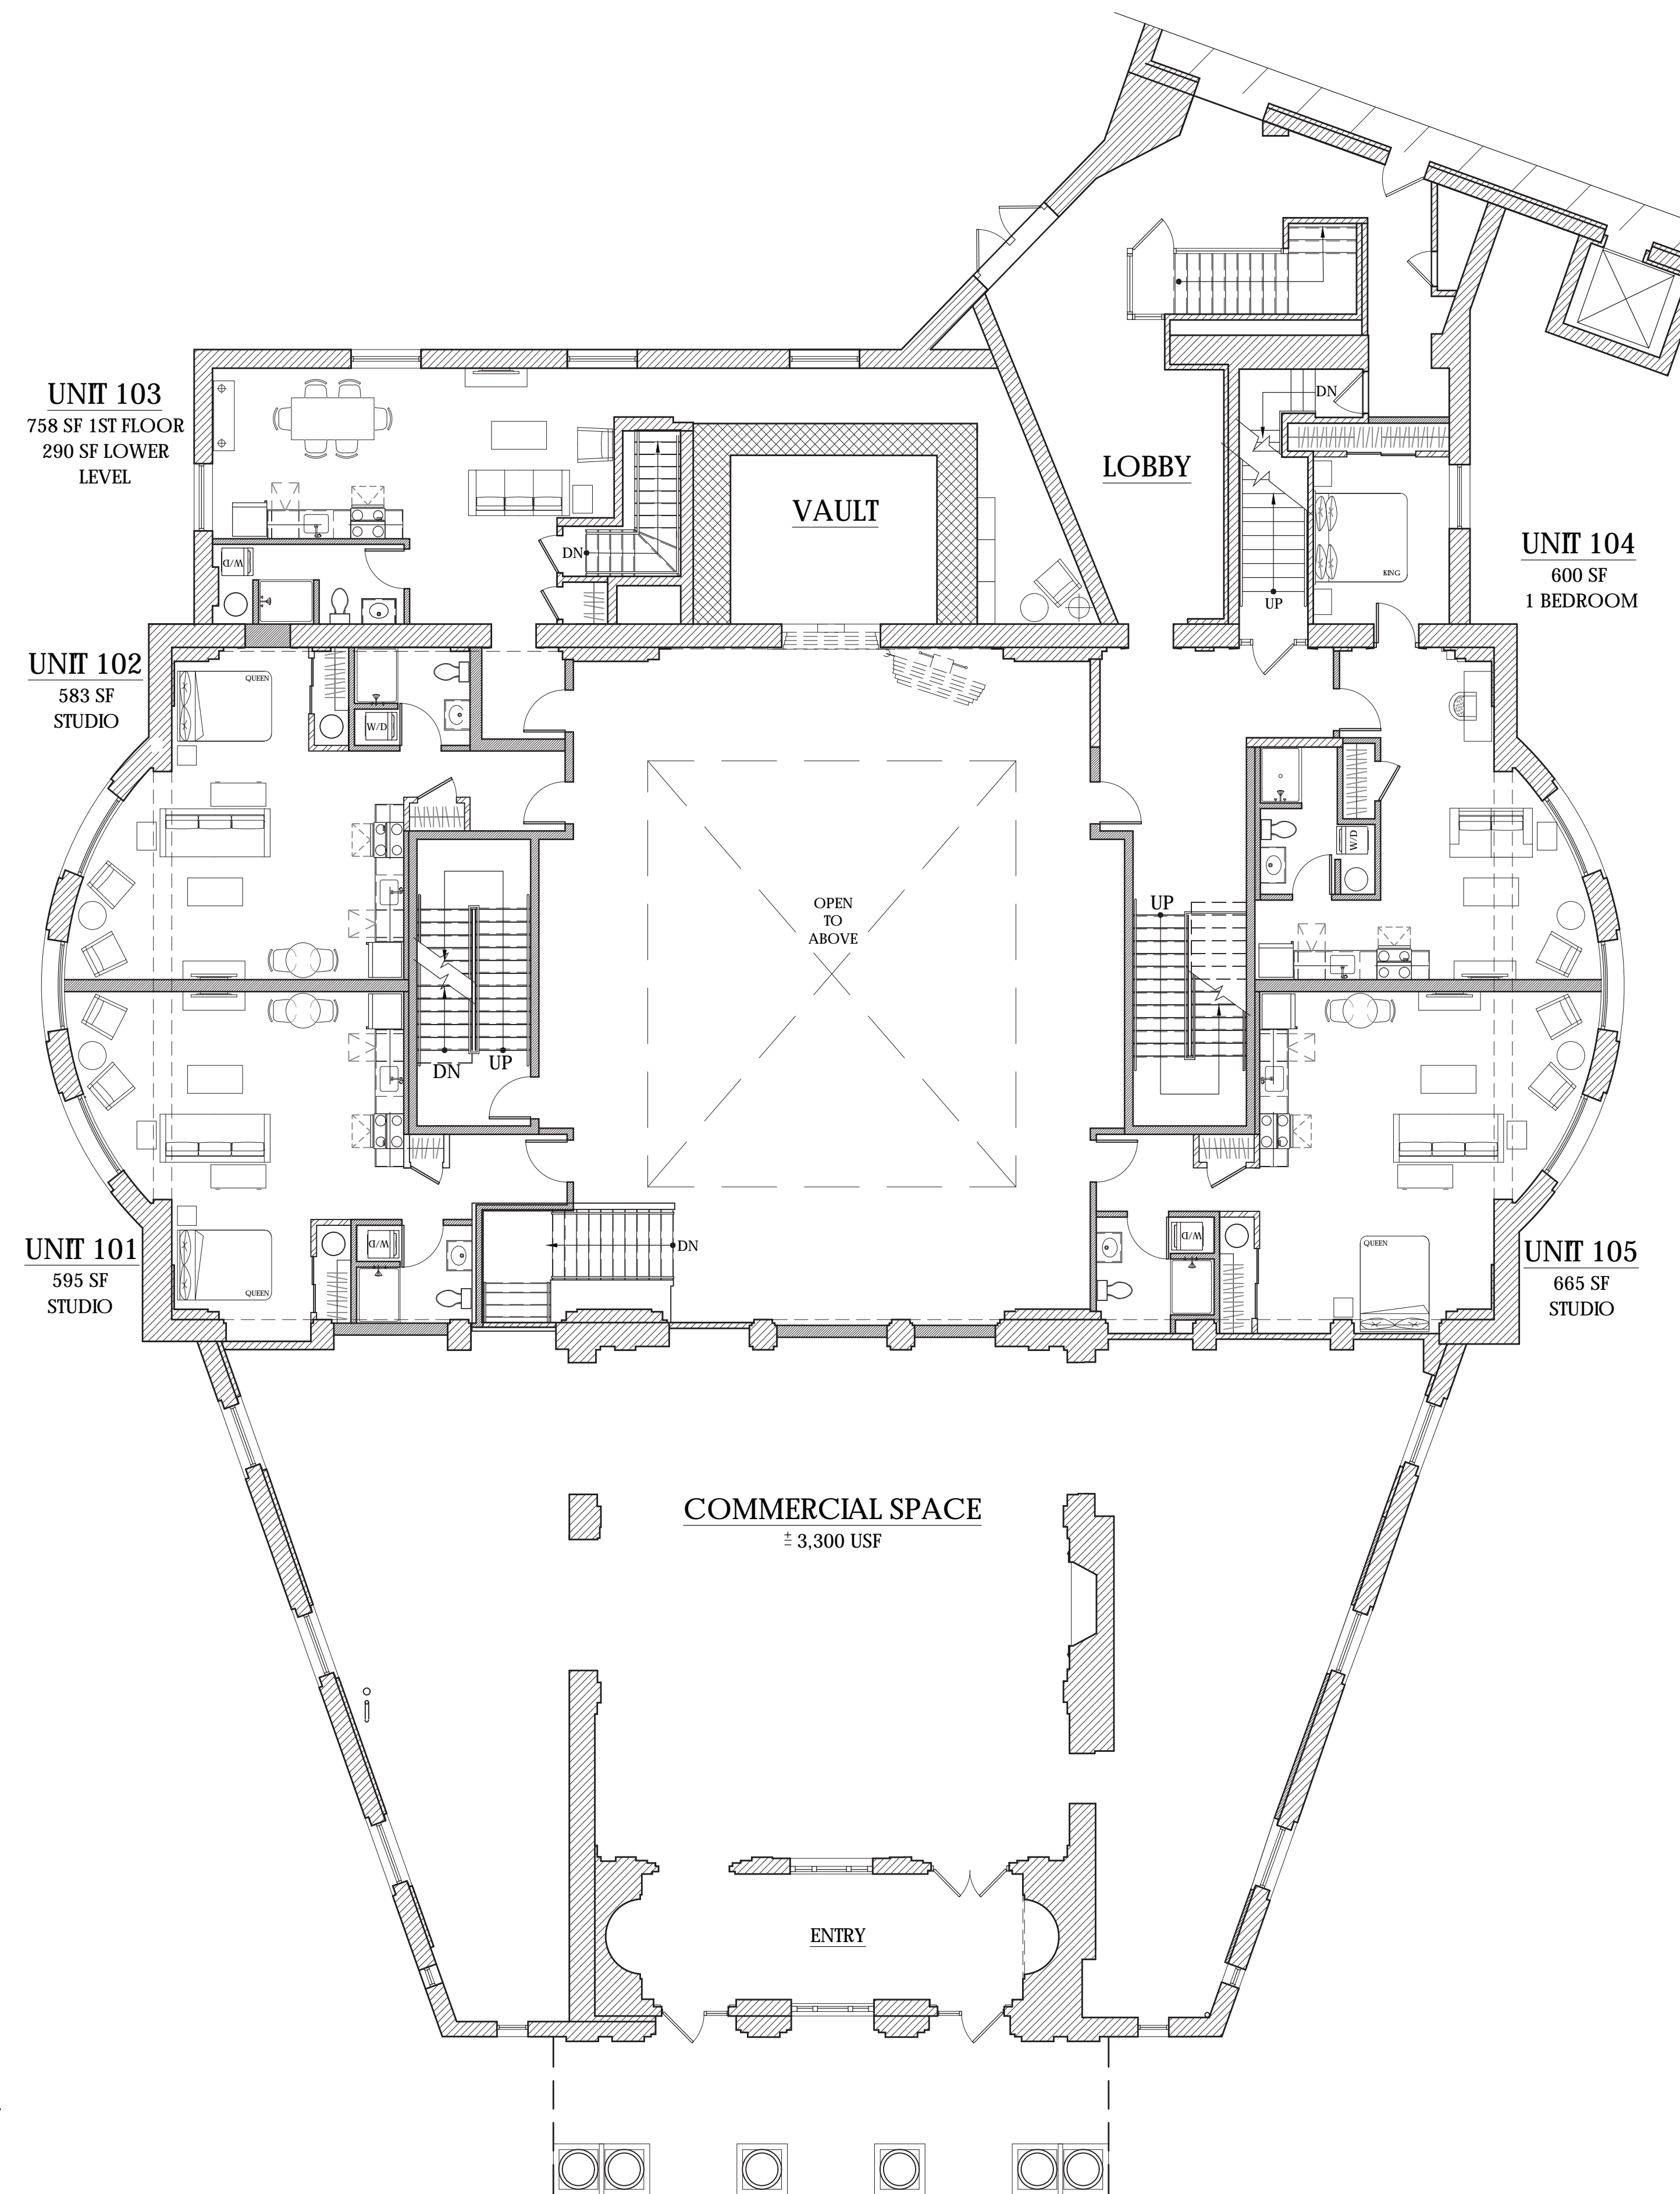 UNIT 103
758 SF 1ST FLOOR
290 SF LOWER
LEVEL
DN
LOBBY
VAULT
DN
W/D
KING
UP
UNIT 104
600 SF
1 BEDROOM
UNIT 102
583 SF
STUDIO
QUEEN
W/D
W/D
OPEN
TO
ABOVE
UP
DN
UP
UNIT 101
595 SF
STUDIO
QUEEN
W/D
DN
W/D
QUEEN
UNIT 105
665 SF
STUDIO
COMMERCIAL SPACE
± 3,300 USF
ENTRY